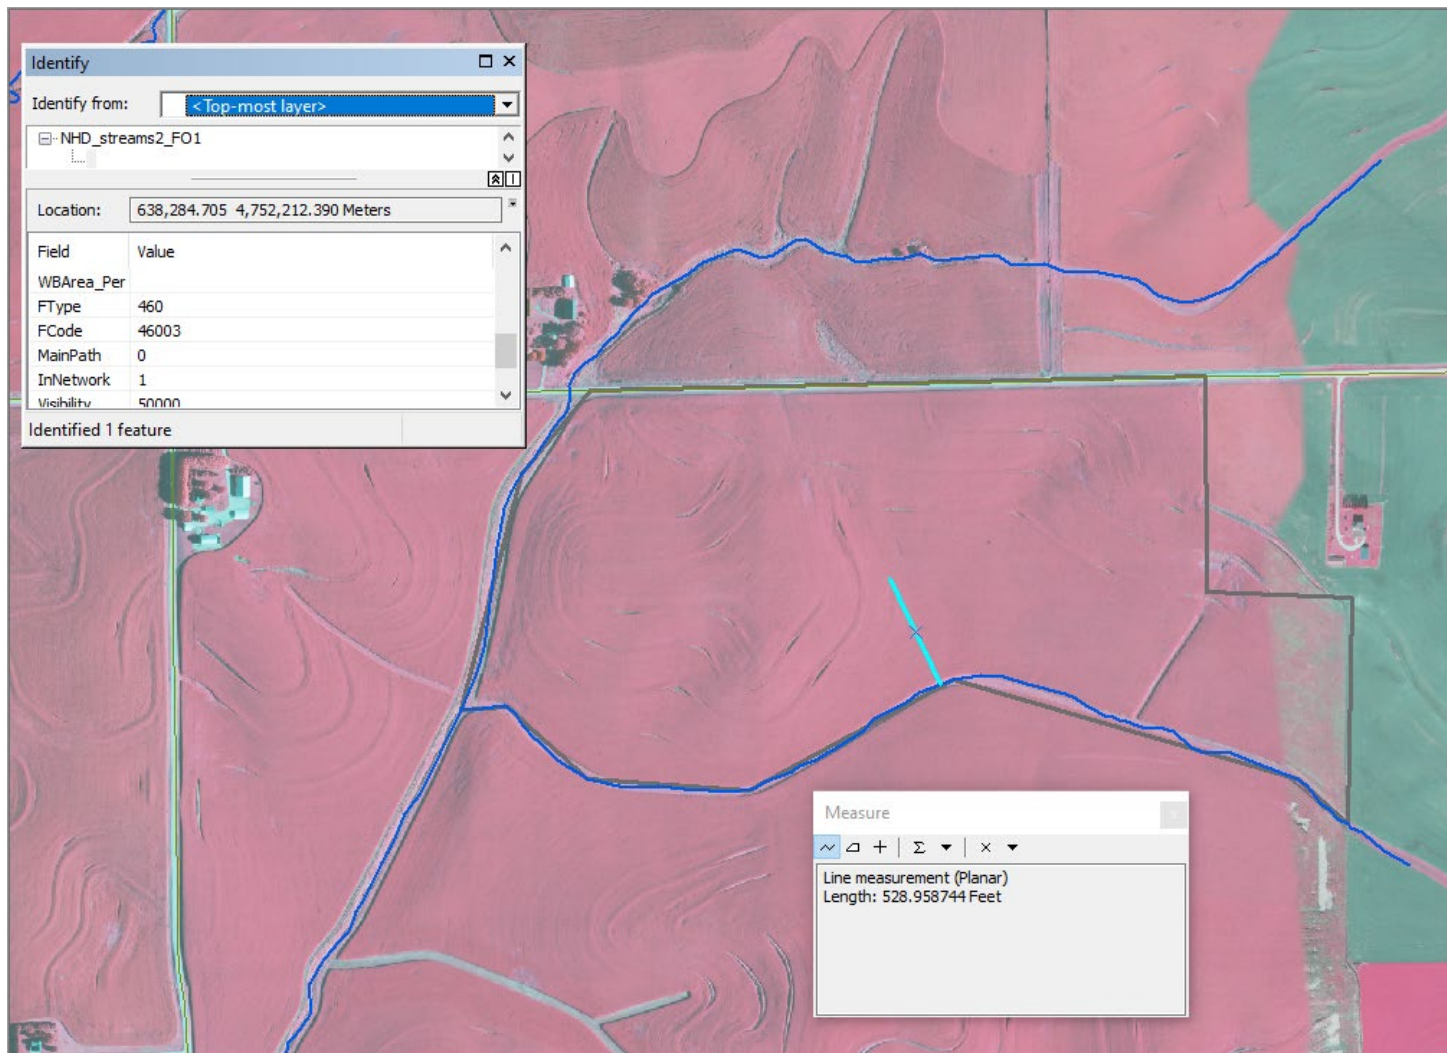 Identify
Identify from: <Top-most layer>
NHD_streams2_FO1
Location: 638,284.705 4,752,212.390 Meters
Field Value
WBArea_Per
FType 460
FCode 46003
MainPath 0
InNetwork 1
Visibility 50000
Identified 1 feature
Measure
Line measurement (Planar)
Length: 528.958744 Feet